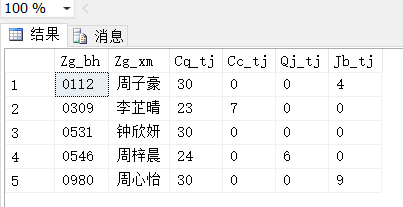 100 %
结果 消息
Zg_bh Zg_xm Cq_tj Cc_tj Qj_tj Jb_tj
1 0112 周子豪 30 0 0 4
2 0309 李芷晴 23 7 0 0
3 0531 钟欣妍 30 0 0 0
4 0546 周梓晨 24 0 6 0
5 0980 周心怡 30 0 0 9